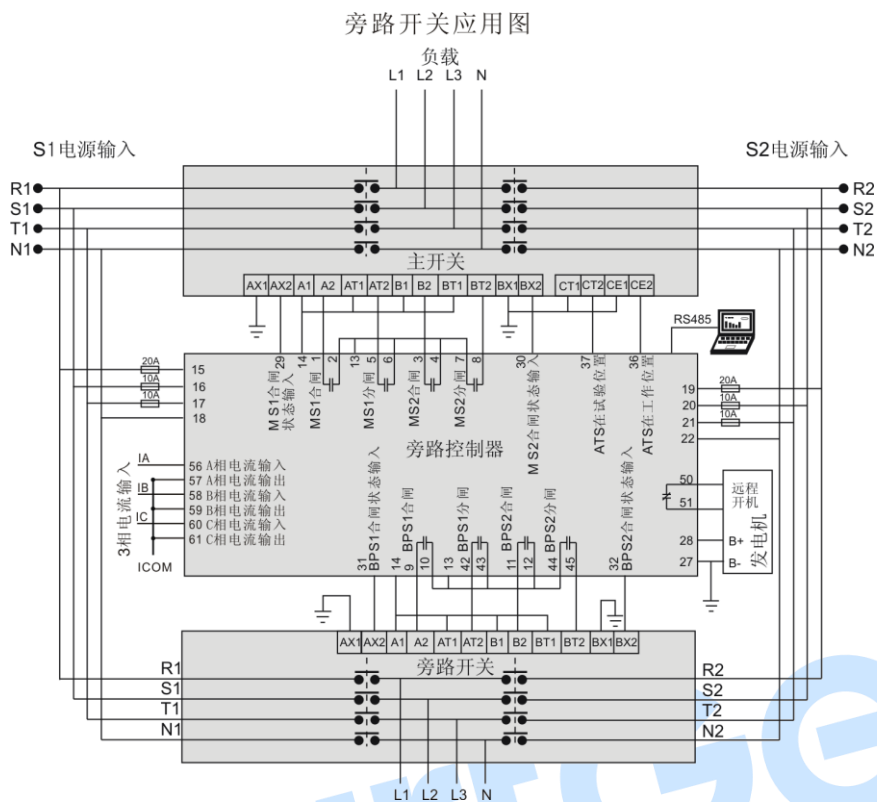 旁路开关应用图
负载
L1 L2 L3 N
S1电源输入 S2电源输入
R1 R2
S1 S2
T1 T2
N1 N2
主开关
AX1 AX2 A1 A2 AT1 AT2 B1 B2 BT1 BT2 BX1 BX2 CT1 CT2 CE1 CE2
RS485
29 14 1 2 13 5 6 3 4 7 8 30 37 36
MS1合闸状态输入
MS1合闸
MS1分闸
MS2合闸
MS2分闸
MS2合闸状态输入
ATS在试验位置
ATS在工作位置
20A 15
10A 16
10A 17
18
19 20A
20 10A
21 10A
22
旁路控制器
3相电流输入
IA
IB
IC
ICOM
56 A相电流输入
57 A相电流输出
58 B相电流输入
59 B相电流输出
60 C相电流输入
61 C相电流输出
50 远程
51 开机
28 B+
27 B-
发电机
BPS1合闸状态输入
BPS1合闸
BPS1分闸
BPS2合闸
BPS2分闸
BPS2合闸状态输入
31 14 9 10 13 42 43 11 12 44 45 32
AX1 AX2 A1 A2 AT1 AT2 B1 B2 BT1 BT2 BX1 BX2
旁路开关
R1 R2
S1 S2
T1 T2
N1 N2
L1 L2 L3 N